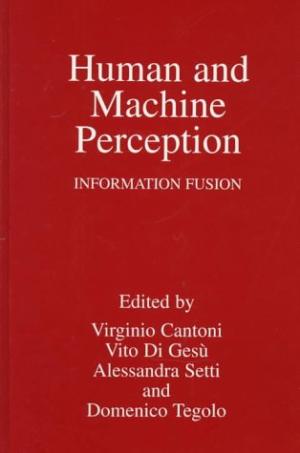 Human and
Machine
Perception
INFORMATION FUSION
Edited by
Virginio Cantoni
Vito Di Gesù
Alessandra Setti
and
Domenico Tegolo